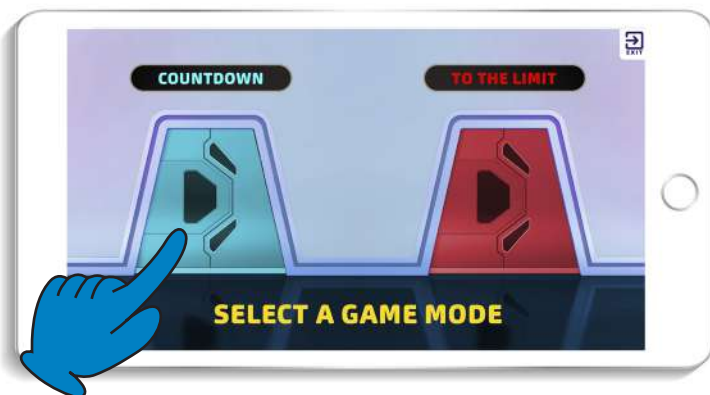 COUNTDOWN
TO THE LIMIT
EXIT
SELECT A GAME MODE